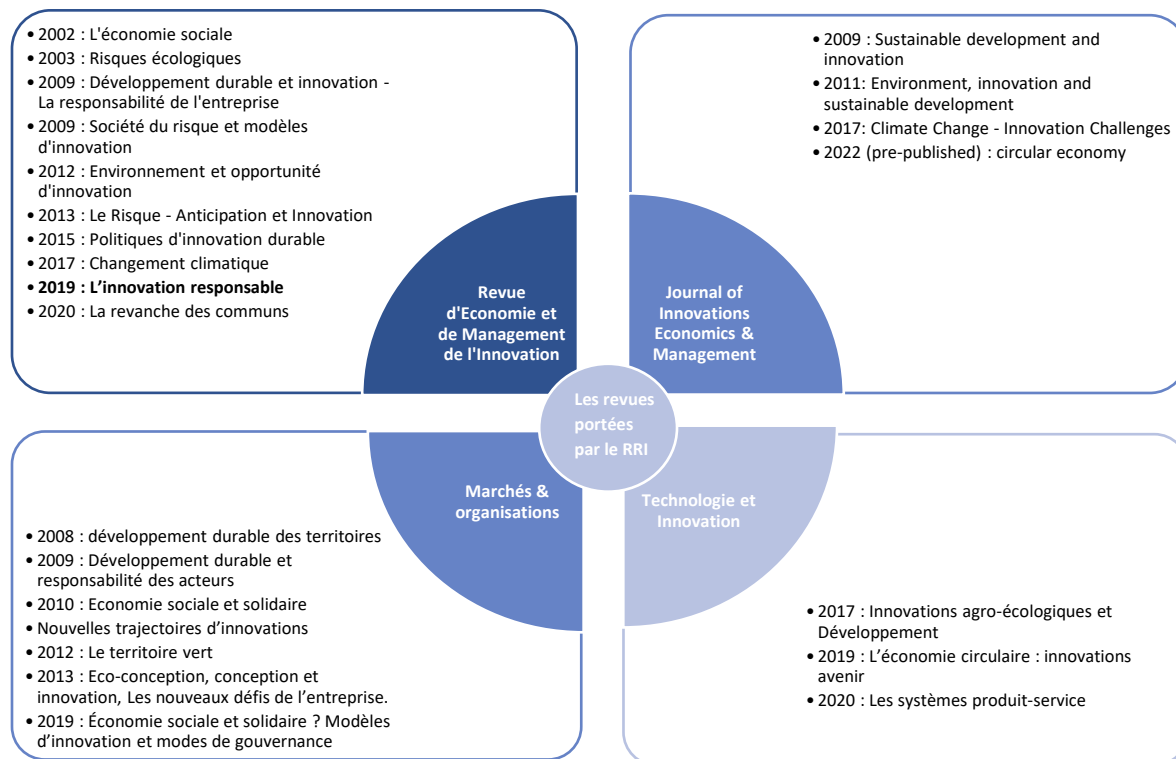 • 2002 : L'économie sociale
• 2003 : Risques écologiques
• 2009 : Développement durable et innovation -
La responsabilité de l'entreprise
• 2009 : Société du risque et modèles
d'innovation
• 2012 : Environnement et opportunité
d'innovation
• 2013 : Le Risque - Anticipation et Innovation
• 2015 : Politiques d'innovation durable
• 2017 : Changement climatique
• 2019 : L’innovation responsable
• 2020 : La revanche des communs
• 2009 : Sustainable development and
innovation
• 2011: Environment, innovation and
sustainable development
• 2017: Climate Change - Innovation Challenges
• 2022 (pre-published) : circular economy
Revue
d'Economie et
de Management
de l'Innovation
Journal of
Innovations
Economics &
Management
Les revues
portées
par le RRI
Marchés &
organisations
Technologie et
Innovation
• 2008 : développement durable des territoires
• 2009 : Développement durable et
responsabilité des acteurs
• 2010 : Economie sociale et solidaire
• Nouvelles trajectoires d’innovations
• 2012 : Le territoire vert
• 2013 : Eco-conception, conception et
innovation, Les nouveaux défis de l’entreprise.
• 2019 : Économie sociale et solidaire ? Modèles
d’innovation et modes de gouvernance
• 2017 : Innovations agro-écologiques et
Développement
• 2019 : L’économie circulaire : innovations
avenir
• 2020 : Les systèmes produit-service